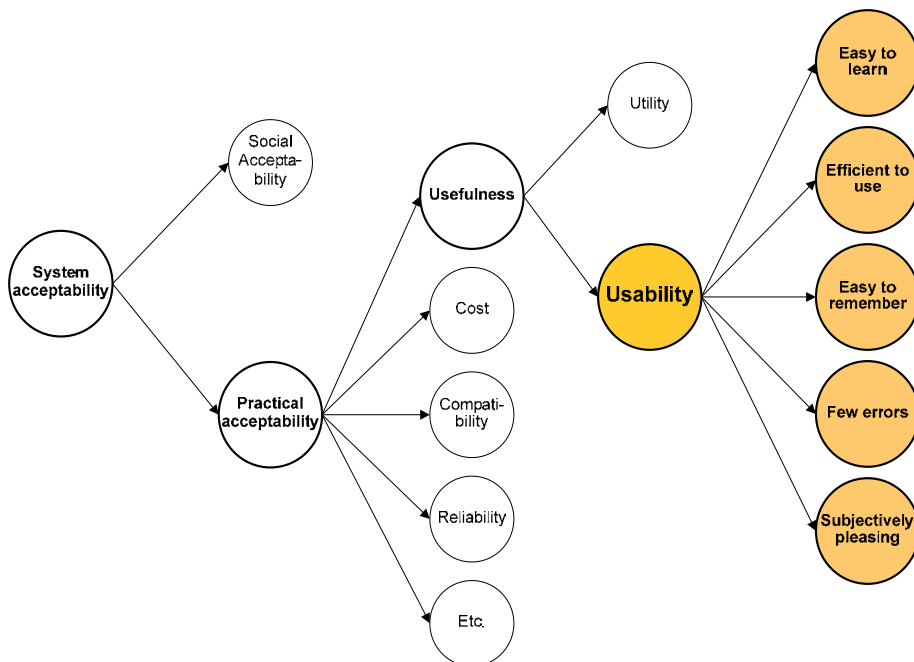 System
acceptability
Social
Accepta-
bility
Practical
acceptability
Usefulness
Cost
Compati-
bility
Reliability
Etc.
Utility
Usability
Easy to
learn
Efficient to
use
Easy to
remember
Few errors
Subjectively
pleasing